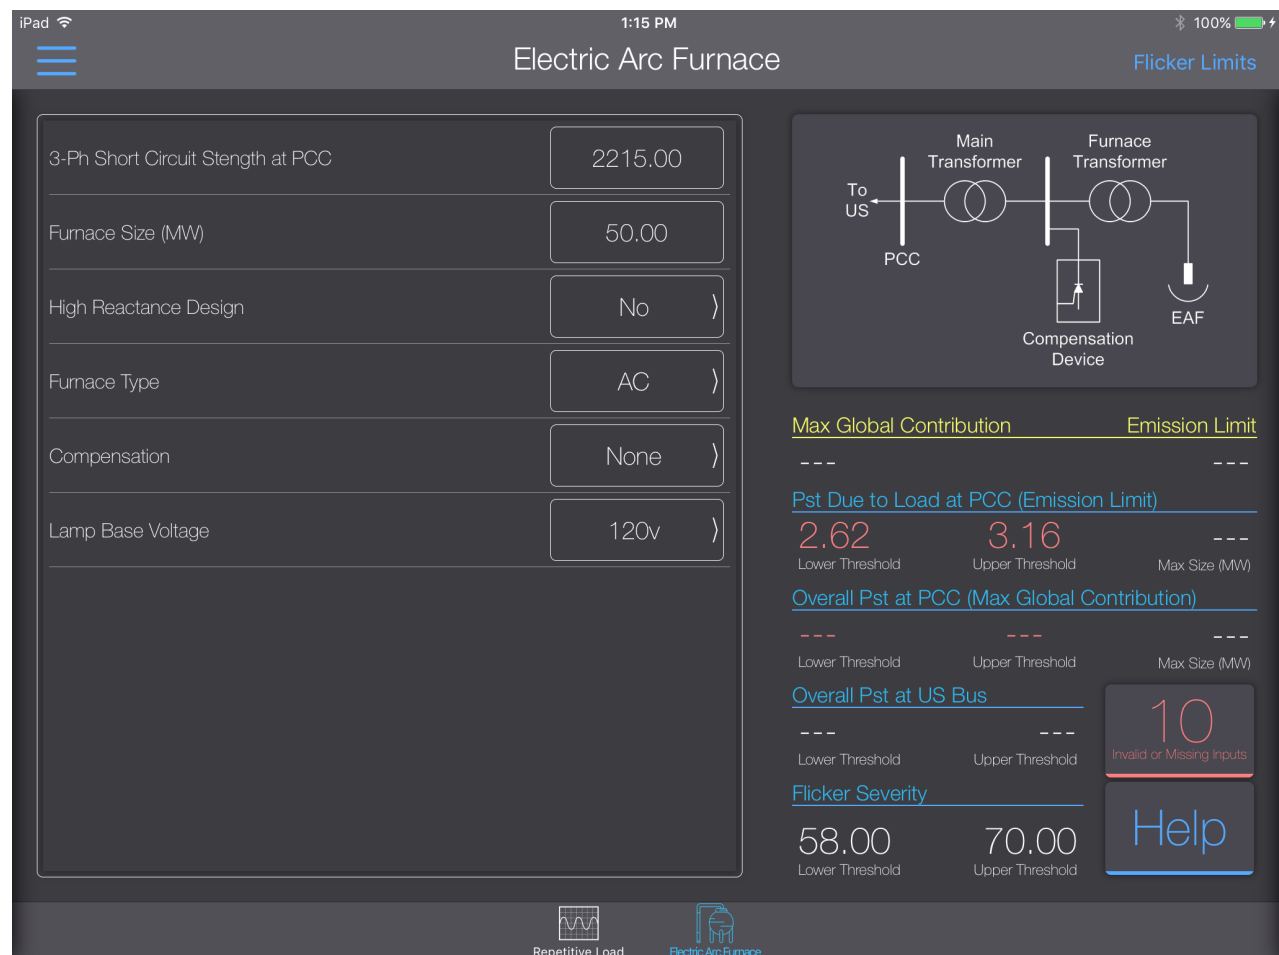 iPad 1:15 PM 100%
Electric Arc Furnace Flicker Limits
3-Ph Short Circuit Stength at PCC 2215.00
Furnace Size (MW) 50.00
High Reactance Design No
Furnace Type AC
Compensation None
Lamp Base Voltage 120v
Main Transformer
Furnace Transformer
To US
PCC
EAF
Compensation Device
Max Global Contribution Emission Limit
--- ---
Pst Due to Load at PCC (Emission Limit)
2.62 3.16 ---
Lower Threshold Upper Threshold Max Size (MW)
Overall Pst at PCC (Max Global Contribution)
--- --- ---
Lower Threshold Upper Threshold Max Size (MW)
Overall Pst at US Bus
--- ---
Lower Threshold Upper Threshold
10
Invalid or Missing Inputs
Flicker Severity
58.00 70.00
Lower Threshold Upper Threshold
Help
Repetitive Load Electric Arc Furnace